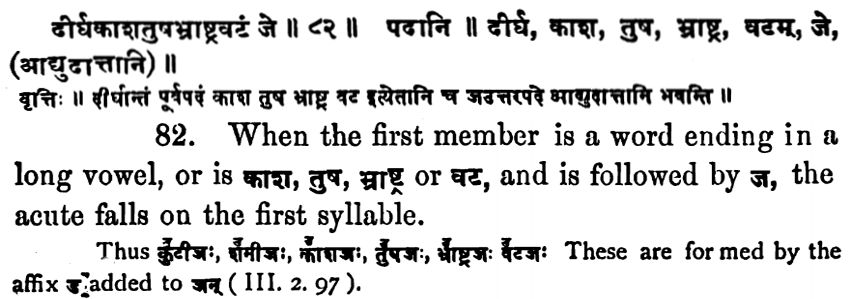 दीर्घकाशतुषभ्राष्ट्रवटं जे ॥ ८२ ॥ पदानि ॥ दीर्घ, काश, तुष, भ्राष्ट्र, वटम्, जे,
(आद्युदात्तानि) ॥
वृत्तिः ॥ दीर्घान्तं पूर्वपदं काश तुष भ्राष्ट्र वट इत्येतानि च जउत्तरपदे आद्युदात्तानि भवन्ति ॥
82. When the first member is a word ending in a
long vowel, or is काश, तुष, भ्राष्ट्र or वट, and is followed by ज, the
acute falls on the first syllable.
Thus कुँटीजः, शँमीजः, काँशजः, तुँषजः, भ्राँष्ट्रजः वँटजः These are for med by the
affix ड added to जन् ( III. 2. 97 ).